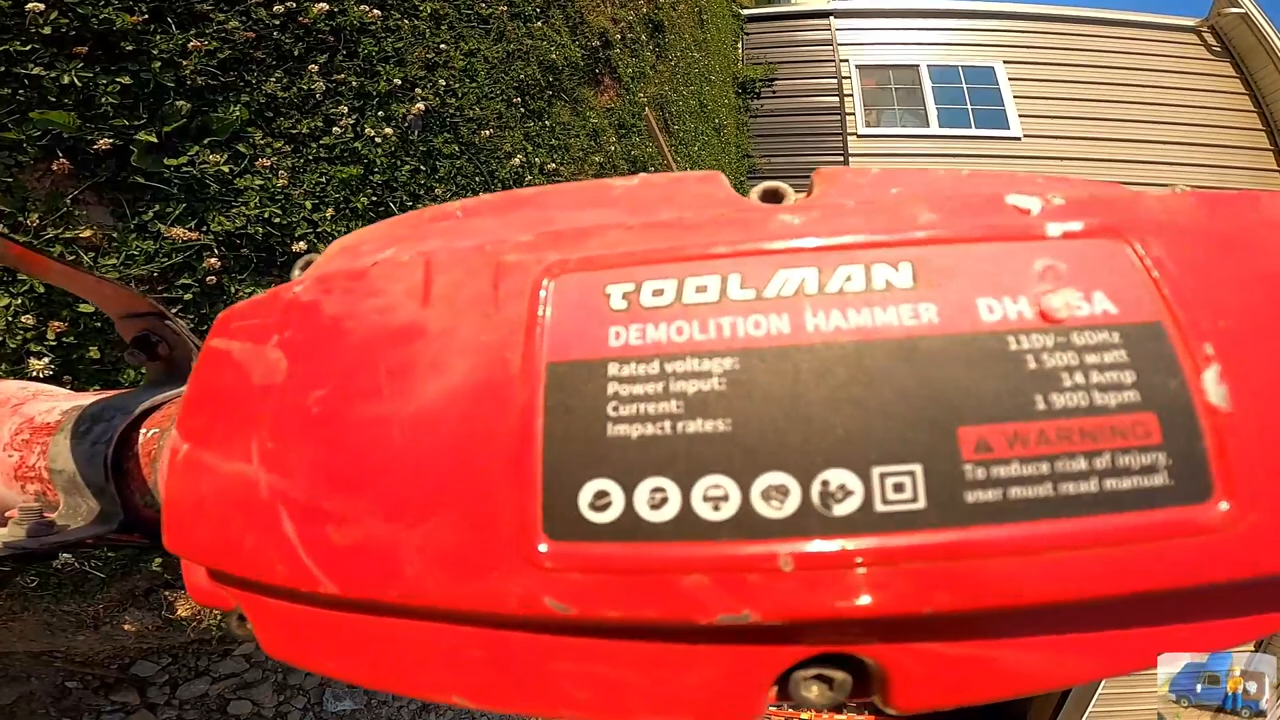 TOOLMAN
DEMOLITION HAMMER
Rated voltage: 110V~ 60Hz
Power input: 1 500 watt
Current: 14 Amp
Impact rates: 1 900 bpm
WARNING
To reduce risk of injury,
user must read manual.